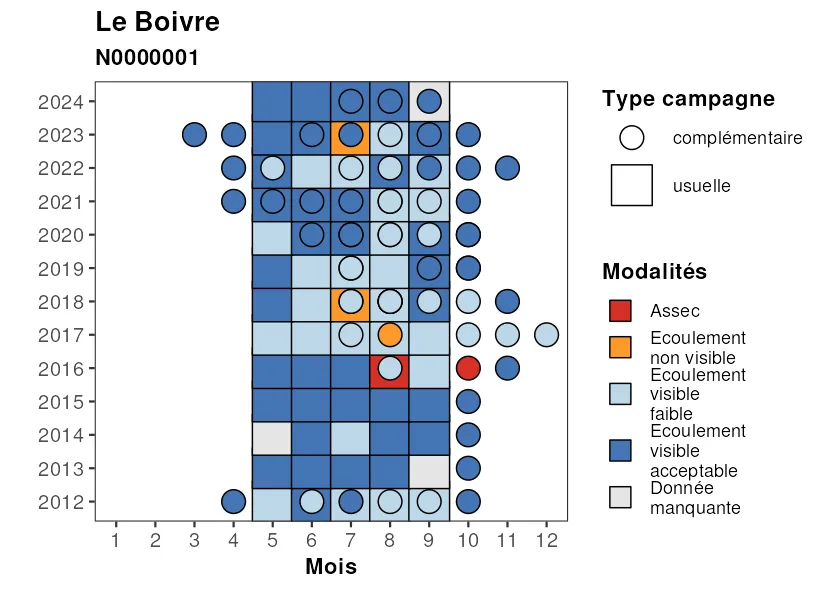 Le Boivre
N0000001
2024
2023
2022
2021
2020
2019
2018
2017
2016
2015
2014
2013
2012
1 2 3 4 5 6 7 8 9 10 11 12
Mois
Type campagne
complémentaire
usuelle
Modalités
Assec
Ecoulement
non visible
Ecoulement
visible
faible
Ecoulement
visible
acceptable
Donnée
manquante